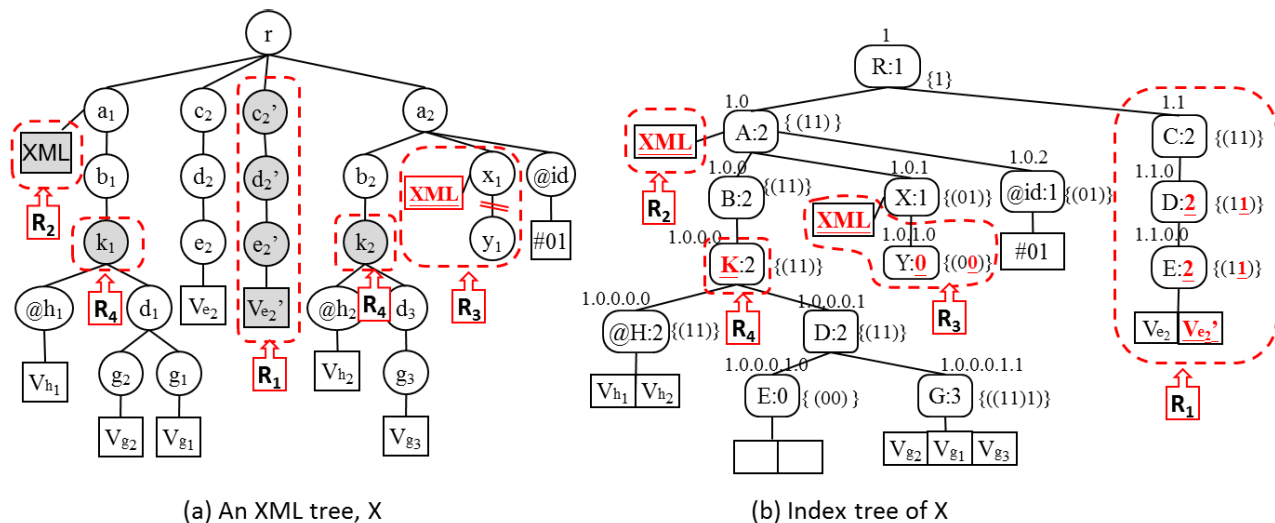 r
a₁
c₂
c₂'
a₂
XML
b₁
d₂
d₂'
b₂
XML
x₁
@id
R₂
k₁
e₂
e₂'
k₂
y₁
#01
@h₁
R₄
d₁
Vₑ₂
Vₑ₂'
@h₂
R₄
d₃
R₃
Vₕ₁
g₂
g₁
R₁
Vₕ₂
g₃
V₉₂
V₉₁
V₉₃
(a) An XML tree, X
1
R:1
{1}
1.0
1.1
XML
A:2
{(11)}
C:2
{(11)}
R₂
1.0.0
1.0.1
1.0.2
1.1.0
B:2
{(11)}
XML
X:1
{(01)}
@id:1
{(01)}
D:2
{(11)}
1.0.0.0
1.0.1.0
1.1.0.0
K:2
{(11)}
Y:0
{(00)}
#01
E:2
{(11)}
1.0.0.0.0
R₄
1.0.0.0.1
R₃
@H:2
{(11)}
D:2
{(11)}
Vₑ₂
Vₑ₂'
Vₕ₁
Vₕ₂
1.0.0.0.1.0
1.0.0.0.1.1
R₁
E:0
{(00)}
G:3
{((11)1)}
V₉₂
V₉₁
V₉₃
(b) Index tree of X